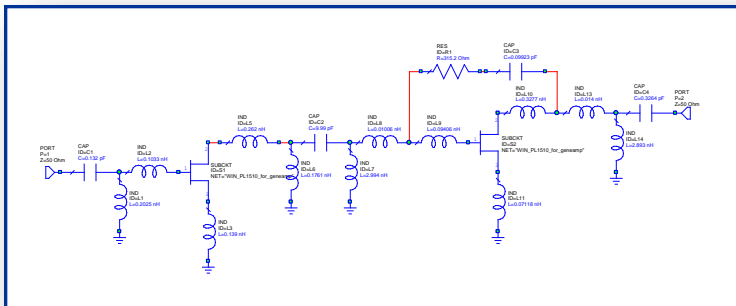 RES
ID=R1
R=315.2 Ohm
CAP
ID=C3
C=0.09923 pF
IND
ID=L10
L=0.3277 nH
IND
ID=L13
L=0.014 nH
CAP
ID=C4
C=0.3264 pF
PORT
P=2
Z=50 Ohm
IND
ID=L5
L=0.262 nH
CAP
ID=C2
C=9.99 pF
IND
ID=L8
L=0.01006 nH
IND
ID=L9
L=0.09406 nH
2
1
SUBCKT
ID=S2
NET="WIN_PL1510_for_geneamp"
IND
ID=L14
L=2.893 nH
PORT
P=1
Z=50 Ohm
CAP
ID=C1
C=0.132 pF
IND
ID=L2
L=0.1033 nH
2
1
SUBCKT
ID=S1
NET="WIN_PL1510_for_geneamp"
IND
ID=L6
L=0.1761 nH
IND
ID=L7
L=2.994 nH
IND
ID=L1
L=0.2025 nH
IND
ID=L3
L=0.139 nH
IND
ID=L11
L=0.07118 nH